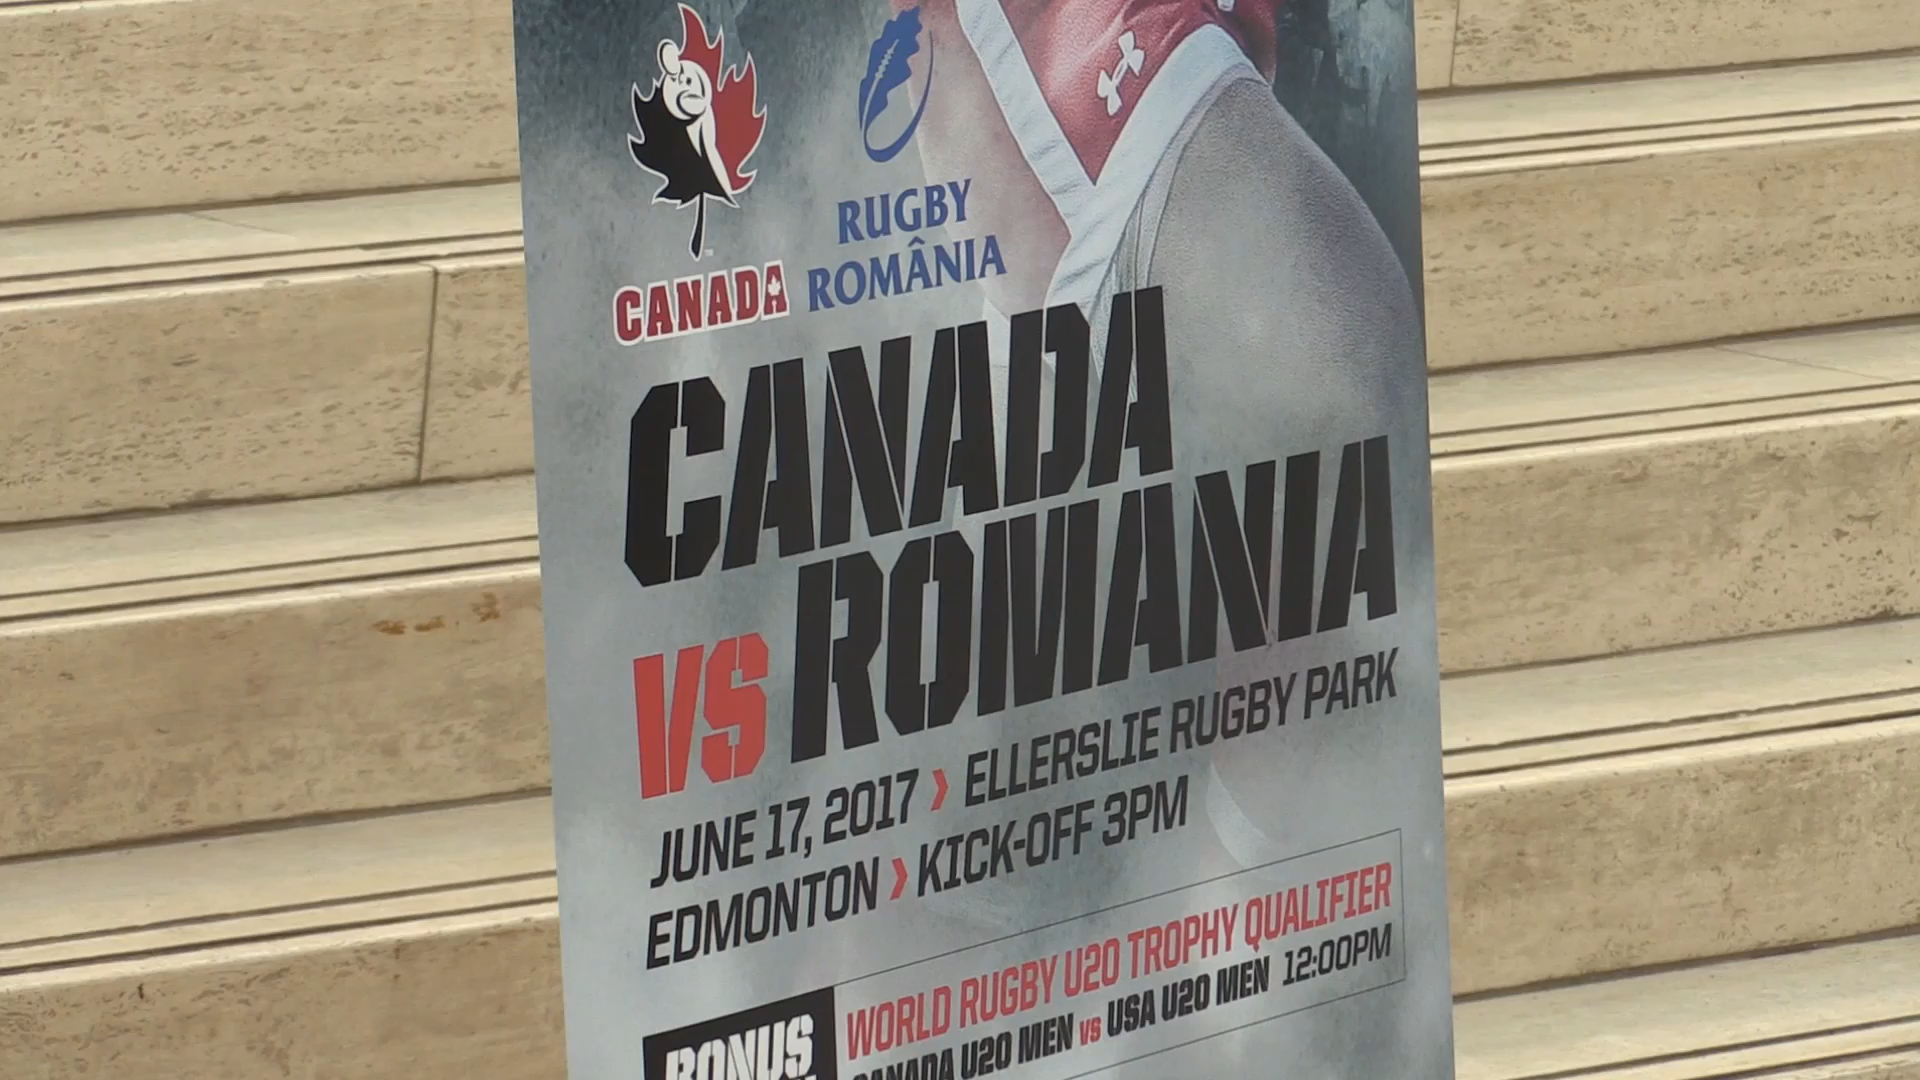 CANADA
RUGBY
ROMÂNIA
CANADA
VS ROMANIA
JUNE 17, 2017 › ELLERSLIE RUGBY PARK
EDMONTON › KICK-OFF 3PM
BONUS
WORLD RUGBY U20 TROPHY QUALIFIER
CANADA U20 MEN VS USA U20 MEN 12:00PM